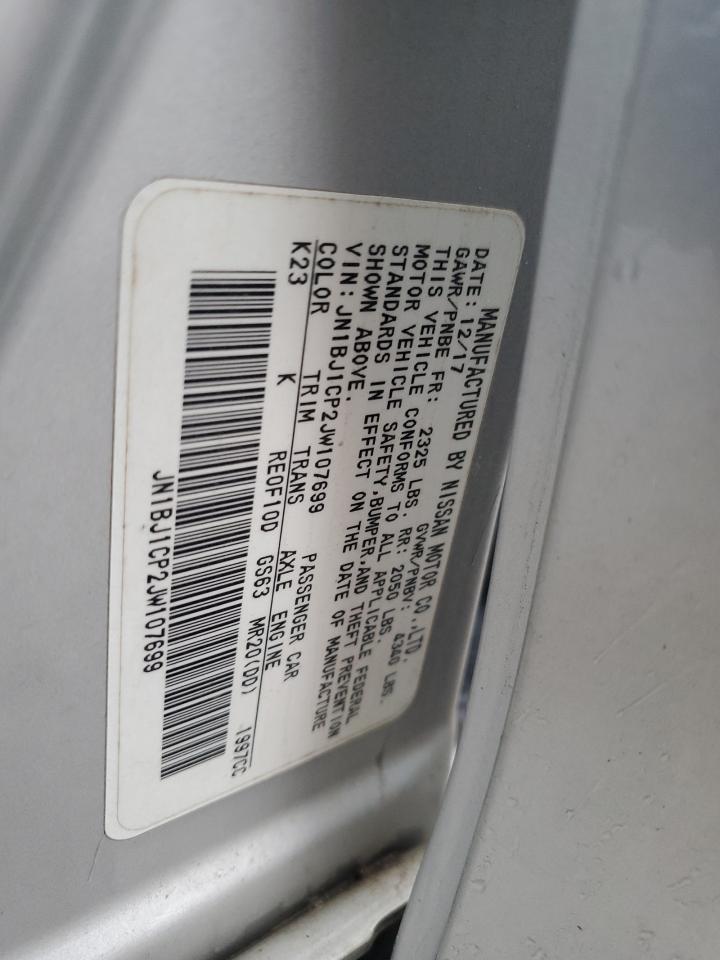 MANUFACTURED BY NISSAN MOTOR CO.,LTD.
DATE: 12/17 GVWR/PNBV: 4340 LBS.
GAWR/PNBE FR: 2325 LBS. RR: 2050 LBS.
THIS VEHICLE CONFORMS TO ALL APPLICABLE FEDERAL
MOTOR VEHICLE SAFETY,BUMPER,AND THEFT PREVENTION
STANDARDS IN EFFECT ON THE DATE OF MANUFACTURE
SHOWN ABOVE.
VIN: JN1BJ1CP2JW107699 PASSENGER CAR
COLOR TRIM TRANS AXLE ENGINE
K23 K RE0F10D GS63 MR20(DD) 1997CC
JN1BJ1CP2JW107699